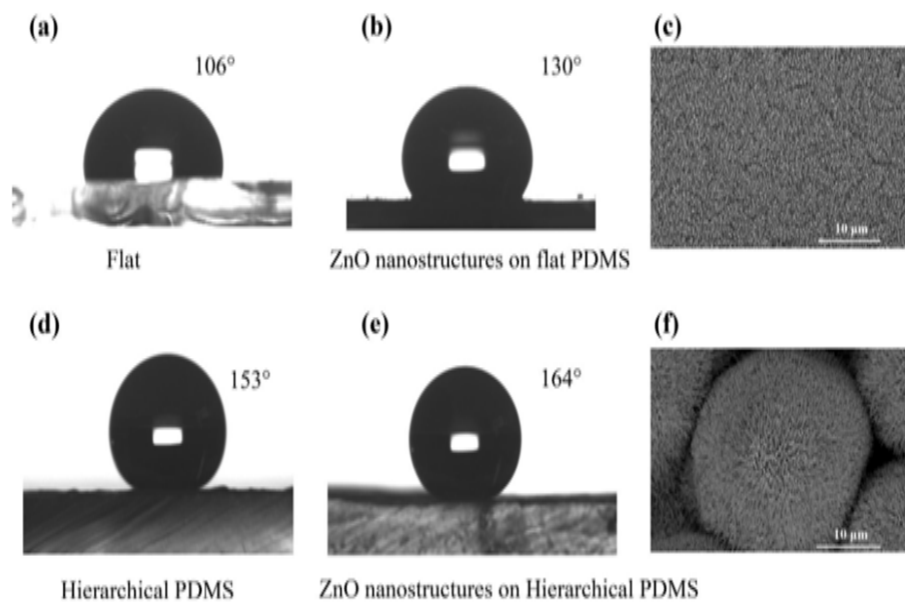 (a)
106°
Flat
(b)
130°
ZnO nanostructures on flat PDMS
(c)
10 µm
(d)
153°
Hierarchical PDMS
(e)
164°
ZnO nanostructures on Hierarchical PDMS
(f)
10 µm